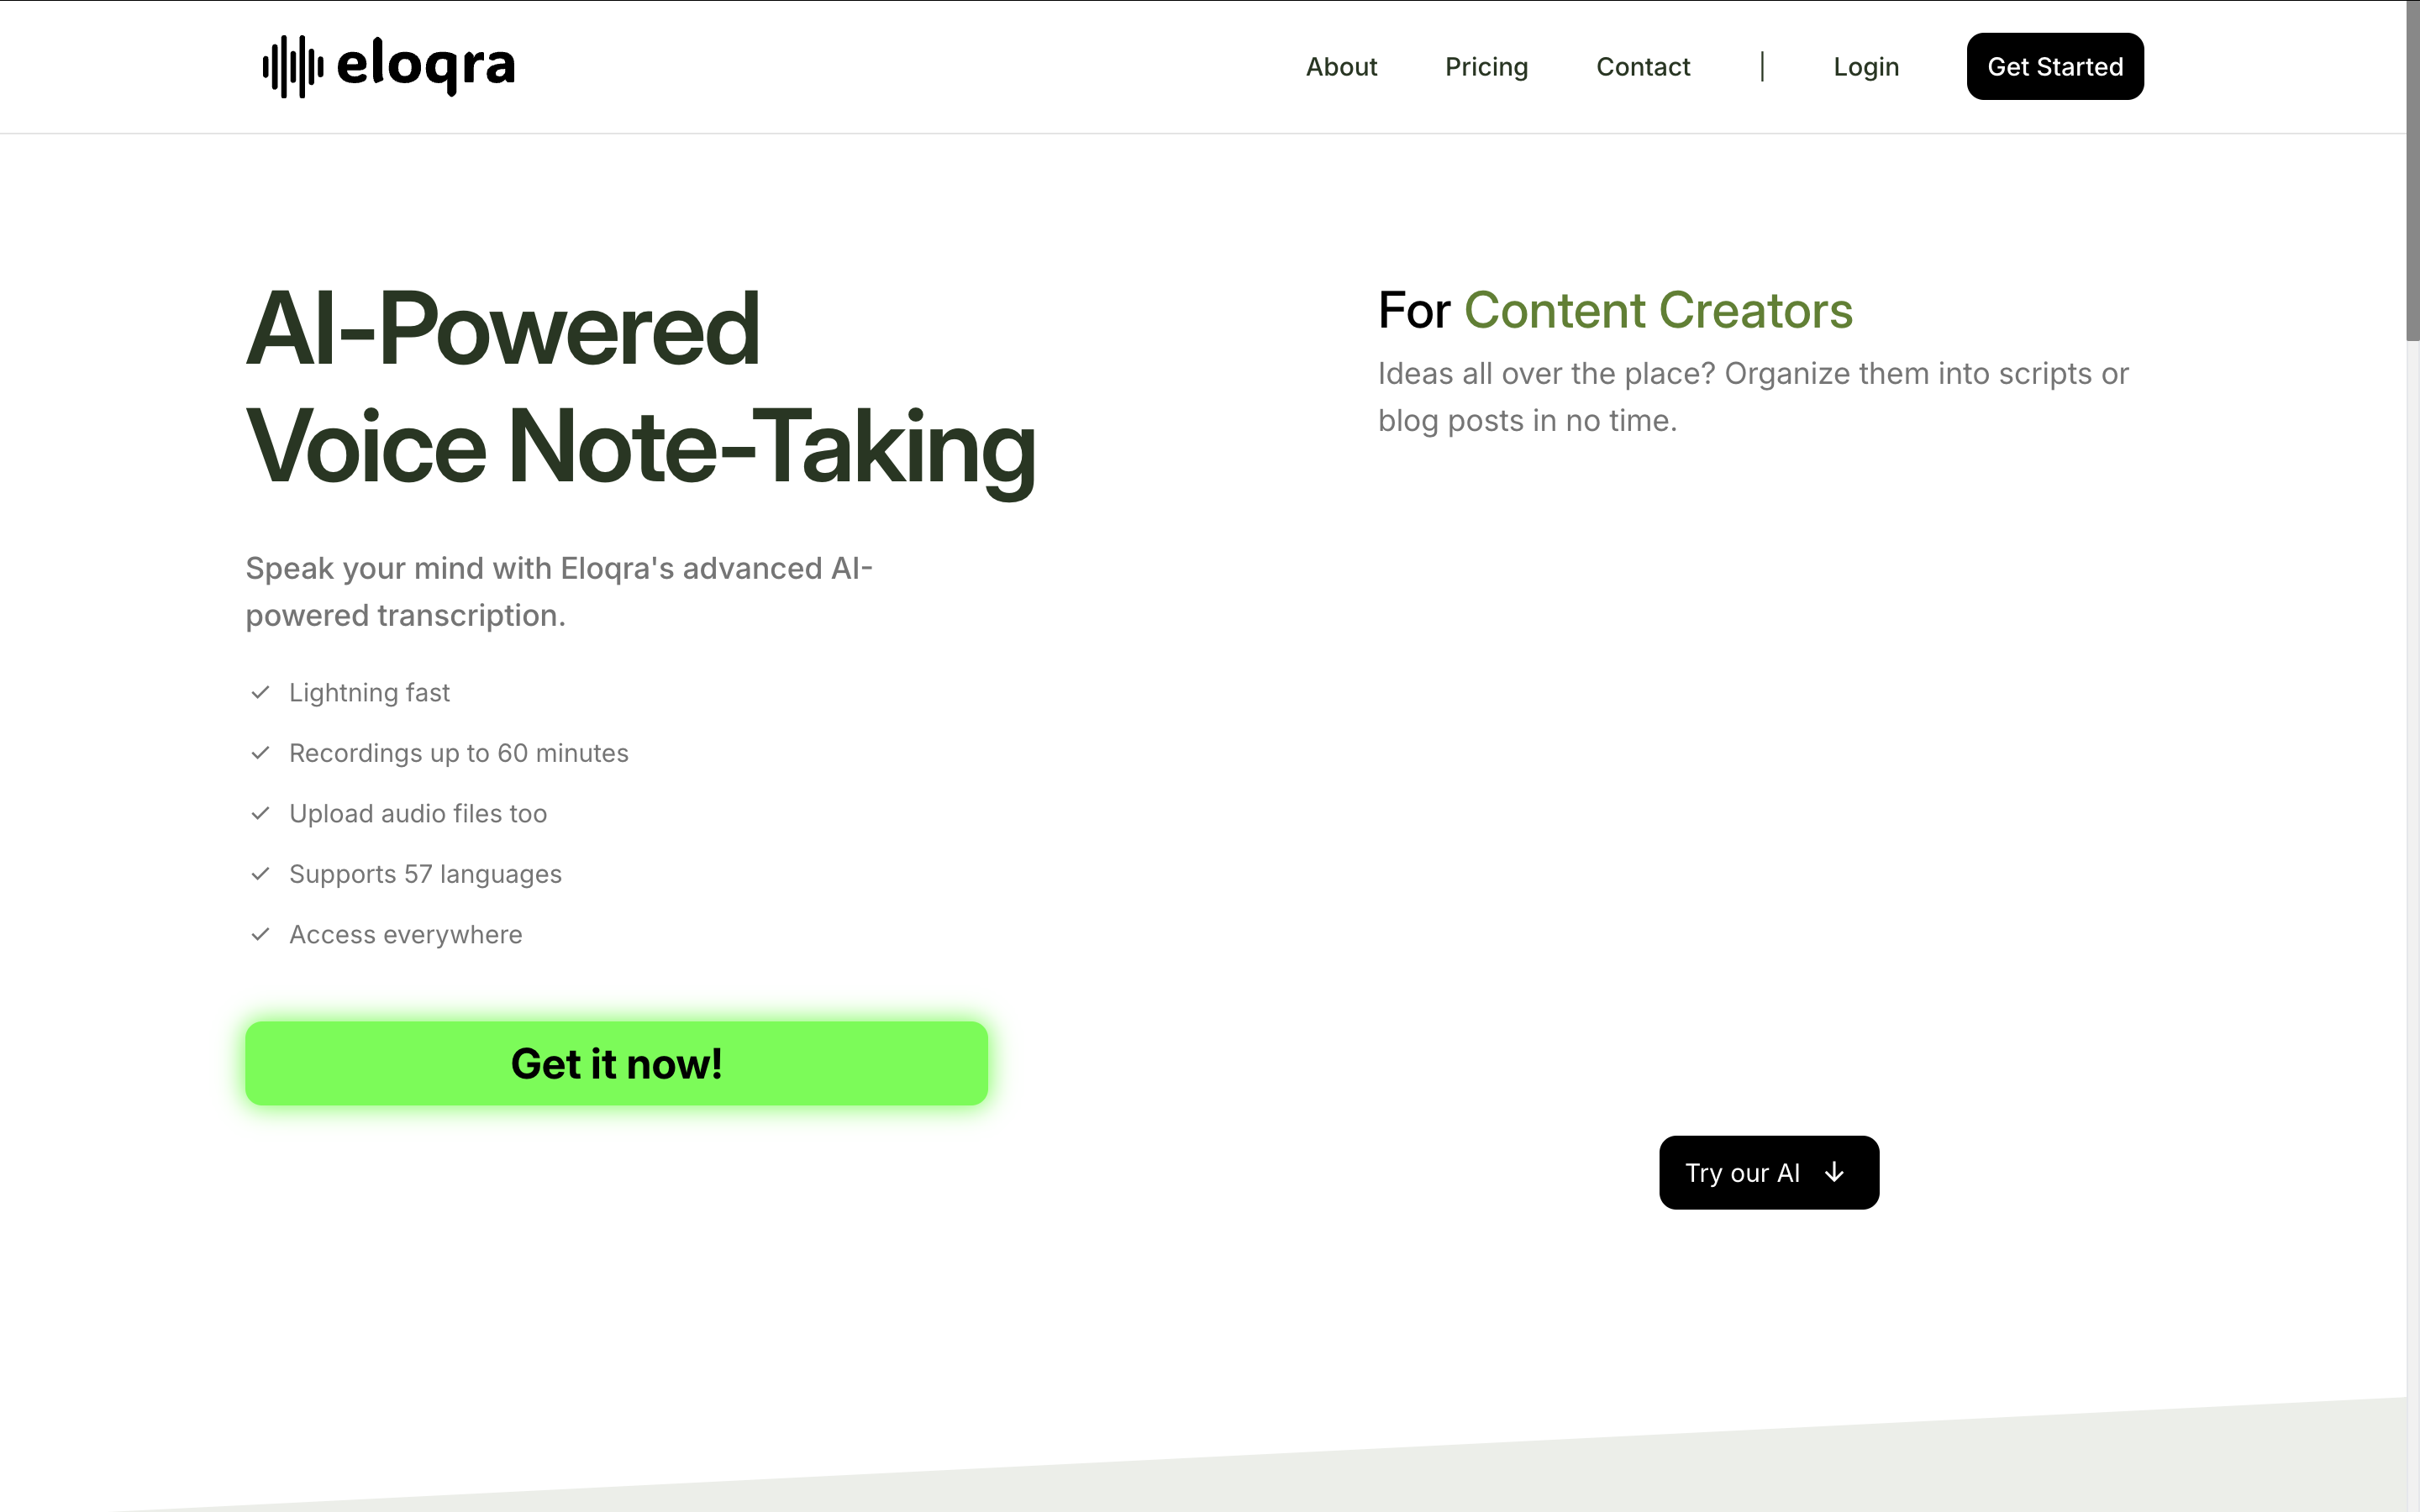 eloqra
About
Pricing
Contact
|
Login
Get Started
AI-Powered
Voice Note-Taking
Speak your mind with Eloqra's advanced AI-
powered transcription.
Lightning fast
Recordings up to 60 minutes
Upload audio files too
Supports 57 languages
Access everywhere
Get it now!
For Content Creators
Ideas all over the place? Organize them into scripts or
blog posts in no time.
Try our AI